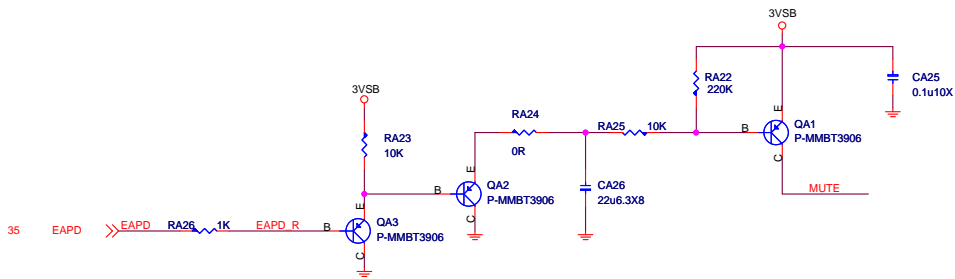 3VSB
RA22
220K
CA25
0.1u10X
3VSB
RA24
0R
RA25 10K
E
B
QA1
P-MMBT3906
C
RA23
10K
MUTE
E
B
QA2
P-MMBT3906
C
CA26
22u6.3X8
35 EAPD EAPD RA26 1K EAPD_R
E
B
QA3
P-MMBT3906
C